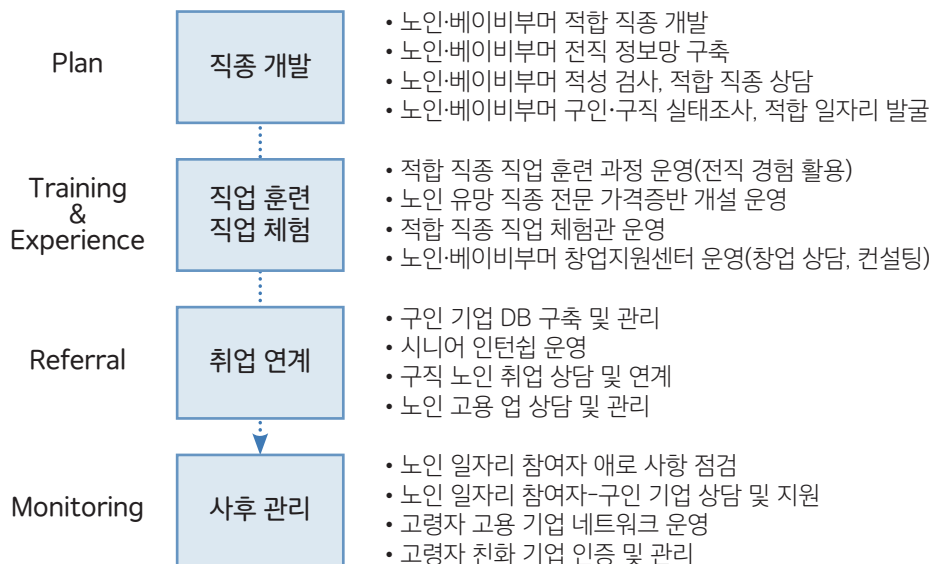 Plan
직종 개발
• 노인·베이비부머 적합 직종 개발
• 노인·베이비부머 전직 정보망 구축
• 노인·베이비부머 적성 검사, 적합 직종 상담
• 노인·베이비부머 구인·구직 실태조사, 적합 일자리 발굴
Training
&
Experience
직업 훈련
직업 체험
• 적합 직종 직업 훈련 과정 운영(전직 경험 활용)
• 노인 유망 직종 전문 가격증반 개설 운영
• 적합 직종 직업 체험관 운영
• 노인·베이비부머 창업지원센터 운영(창업 상담, 컨설팅)
Referral
취업 연계
• 구인 기업 DB 구축 및 관리
• 시니어 인턴쉽 운영
• 구직 노인 취업 상담 및 연계
• 노인 고용 업 상담 및 관리
Monitoring
사후 관리
• 노인 일자리 참여자 애로 사항 점검
• 노인 일자리 참여자-구인 기업 상담 및 지원
• 고령자 고용 기업 네트워크 운영
• 고령자 친화 기업 인증 및 관리